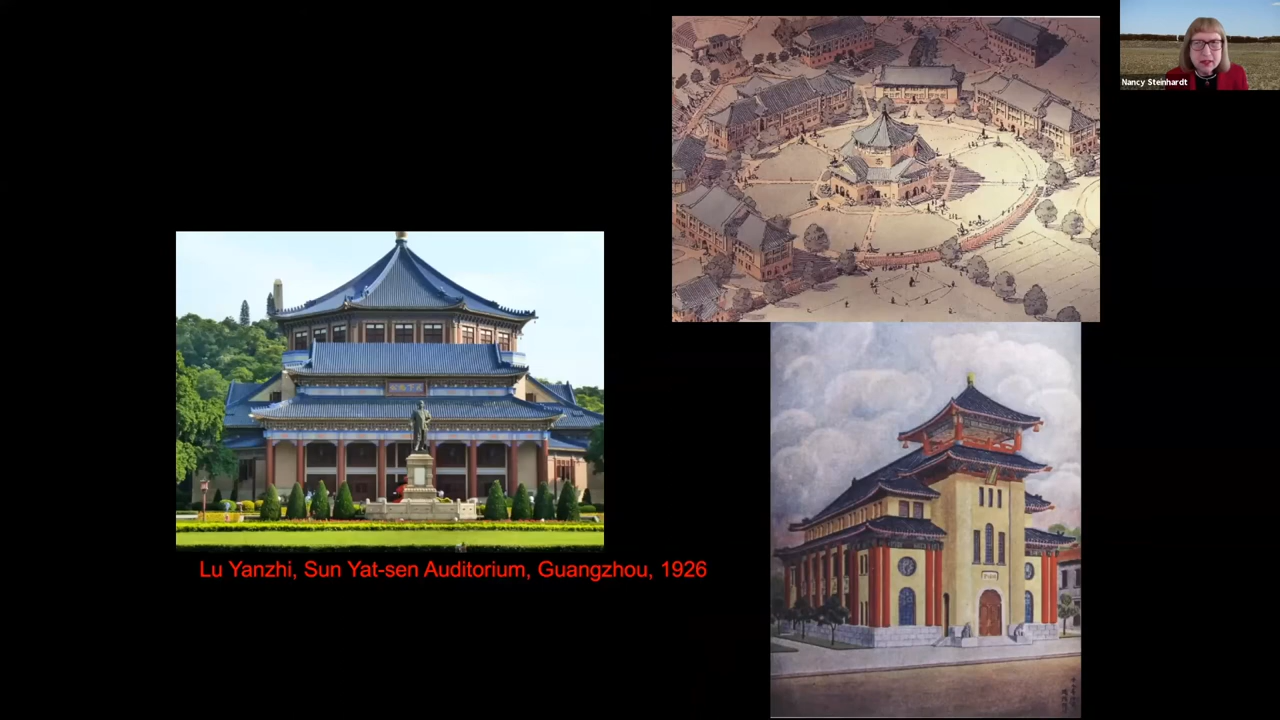 Nancy Steinhardt
Lu Yanzhi, Sun Yat-sen Auditorium, Guangzhou, 1926